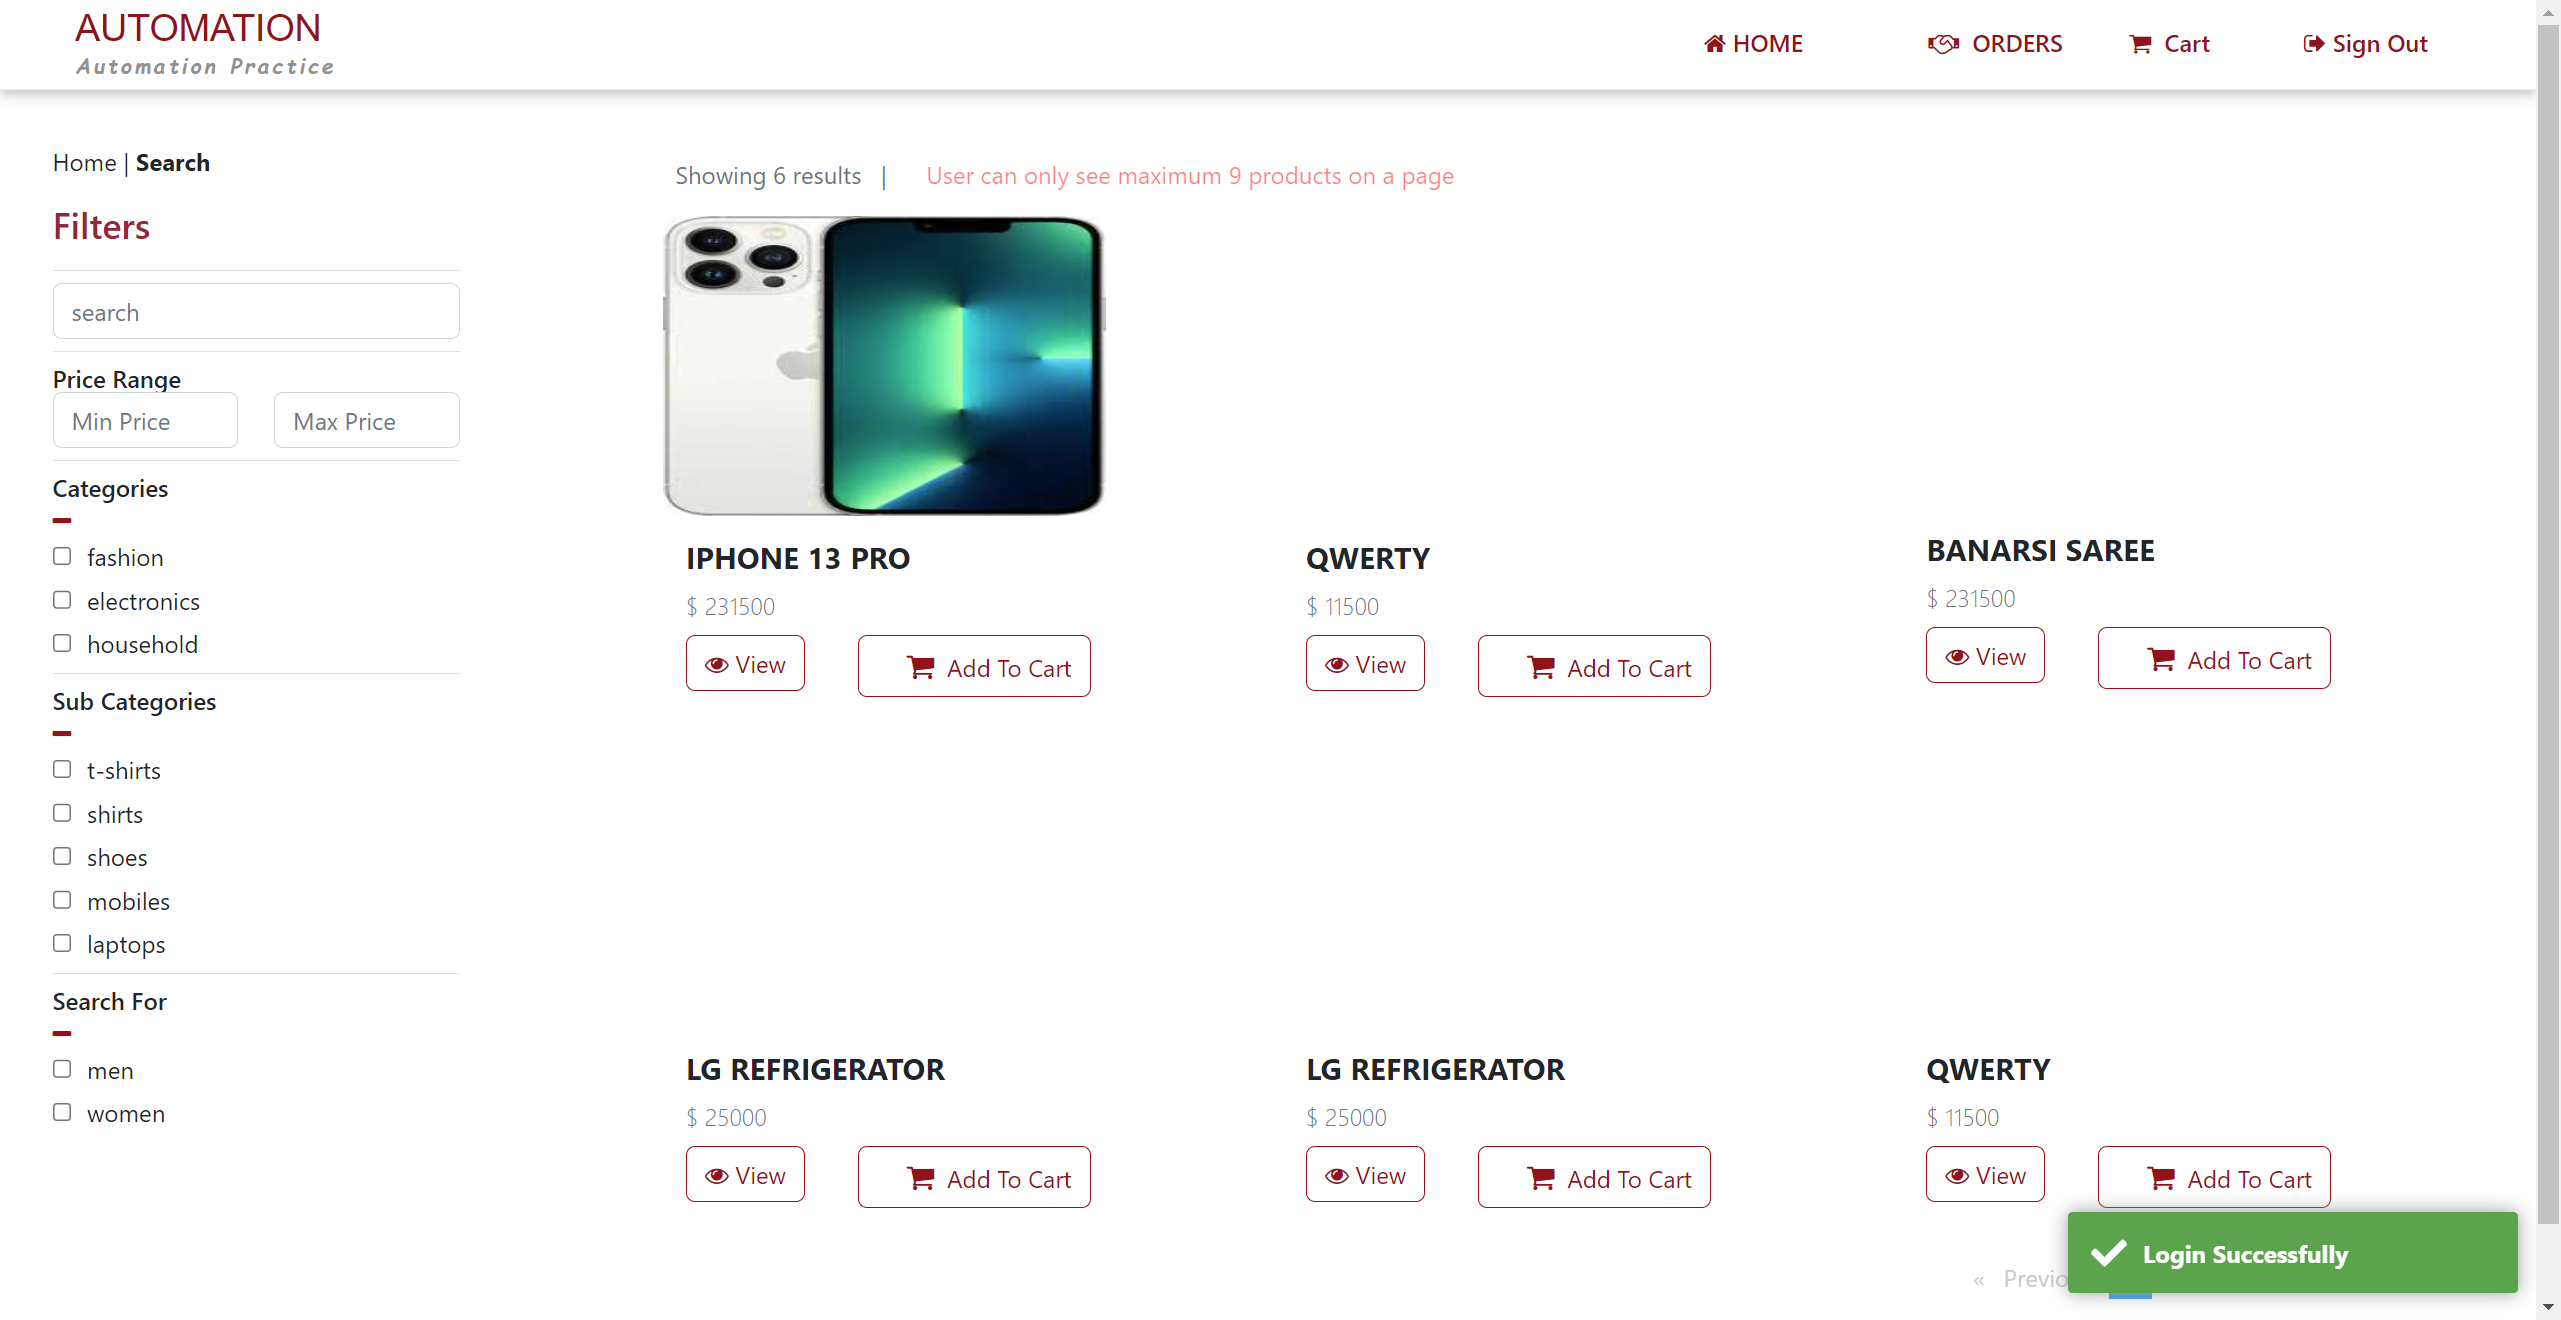 AUTOMATION
Automation Practice
HOME
ORDERS
Cart
Sign Out
Home | Search
Filters
search
Price Range
Min Price
Max Price
Categories
fashion
electronics
household
Sub Categories
t-shirts
shirts
shoes
mobiles
laptops
Search For
men
women
Showing 6 results |
User can only see maximum 9 products on a page
IPHONE 13 PRO
$ 231500
View
Add To Cart
QWERTY
$ 11500
View
Add To Cart
BANARSI SAREE
$ 231500
View
Add To Cart
LG REFRIGERATOR
$ 25000
View
Add To Cart
LG REFRIGERATOR
$ 25000
View
Add To Cart
QWERTY
$ 11500
View
Add To Cart
« Previo
Login Successfully